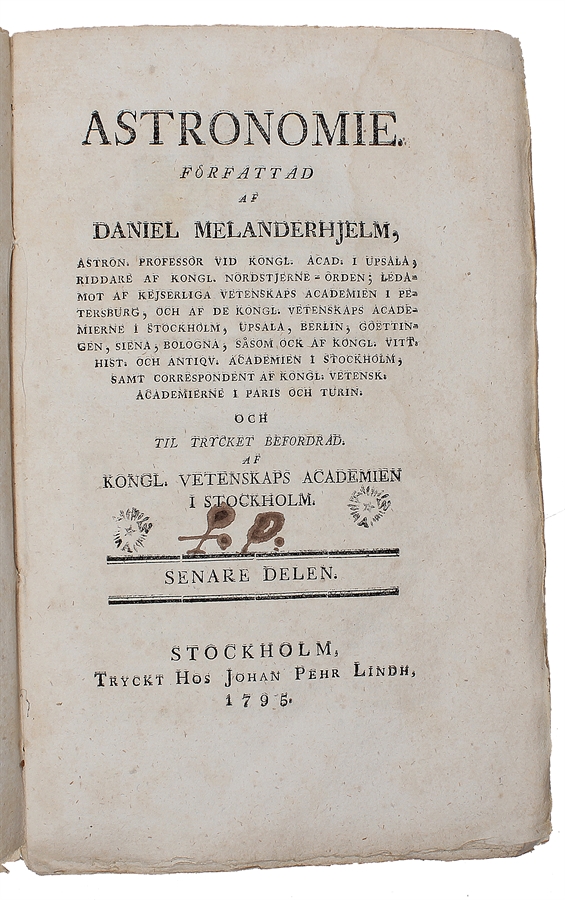 ASTRONOMIE.
FÖRFATTAD
AF
DANIEL MELANDERHJELM,
ASTRON. PROFESSOR VID KONGL. ACAD. I UPSALA,
RIDDARE AF KONGL. NORDSTJERNE-ORDEN; LEDA-
MOT AF KEJSERLIGA VETENSKAPS ACADEMIEN I PE-
TERSBURG, OCH AF DE KONGL. VETENSKAPS ACADE-
MIERNE I STOCKHOLM, UPSALA, BERLIN, GOETTIN-
GEN, SIENA, BOLOGNA, SÅSOM OCK AF KONGL. VITT.
HIST. OCH ANTIQV. ACADEMIEN I STOCKHOLM,
SAMT CORRESPONDENT AF KONGL. VETENSK.
ACADEMIERNE I PARIS OCH TURIN.
OCH
TIL TRYCKET BEFORDRAD.
AF
KONGL. VETENSKAPS ACADEMIEN
I STOCKHOLM.
SENARE DELEN.
STOCKHOLM,
TRYCKT HOS JOHAN PEHR LINDH,
1795.